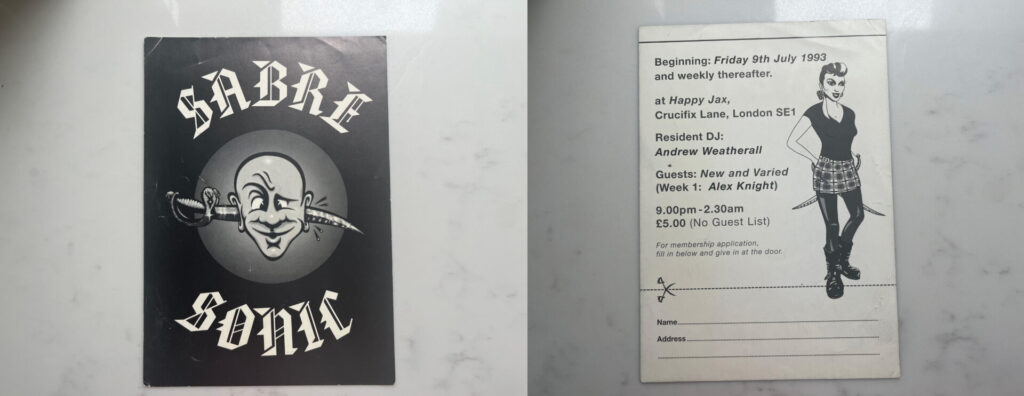 SABRE
SONIC
Beginning: Friday 9th July 1993
and weekly thereafter.
at Happy Jax,
Crucifix Lane, London SE1
Resident DJ:
Andrew Weatherall
Guests: New and Varied
(Week 1: Alex Knight)
9.00pm - 2.30am
£5.00 (No Guest List)
For membership application,
fill in below and give in at the door.
Name
Address